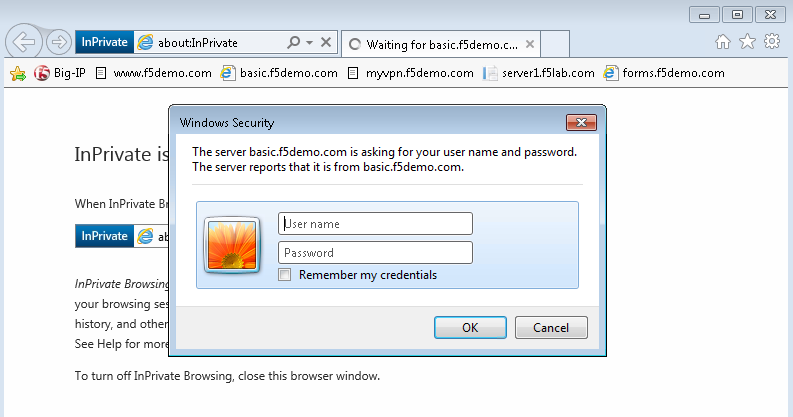 InPrivate about:InPrivate
Waiting for basic.f5demo.c...
Big-IP www.f5demo.com basic.f5demo.com myvpn.f5demo.com server1.f5lab.com forms.f5demo.com
InPrivate is
When InPrivate Br
InPrivate ab
InPrivate Browsing
your browsing ses
history, and other
See Help for more
To turn off InPrivate Browsing, close this browser window.
Windows Security
The server basic.f5demo.com is asking for your user name and password.
The server reports that it is from basic.f5demo.com.
User name
Password
Remember my credentials
OK Cancel